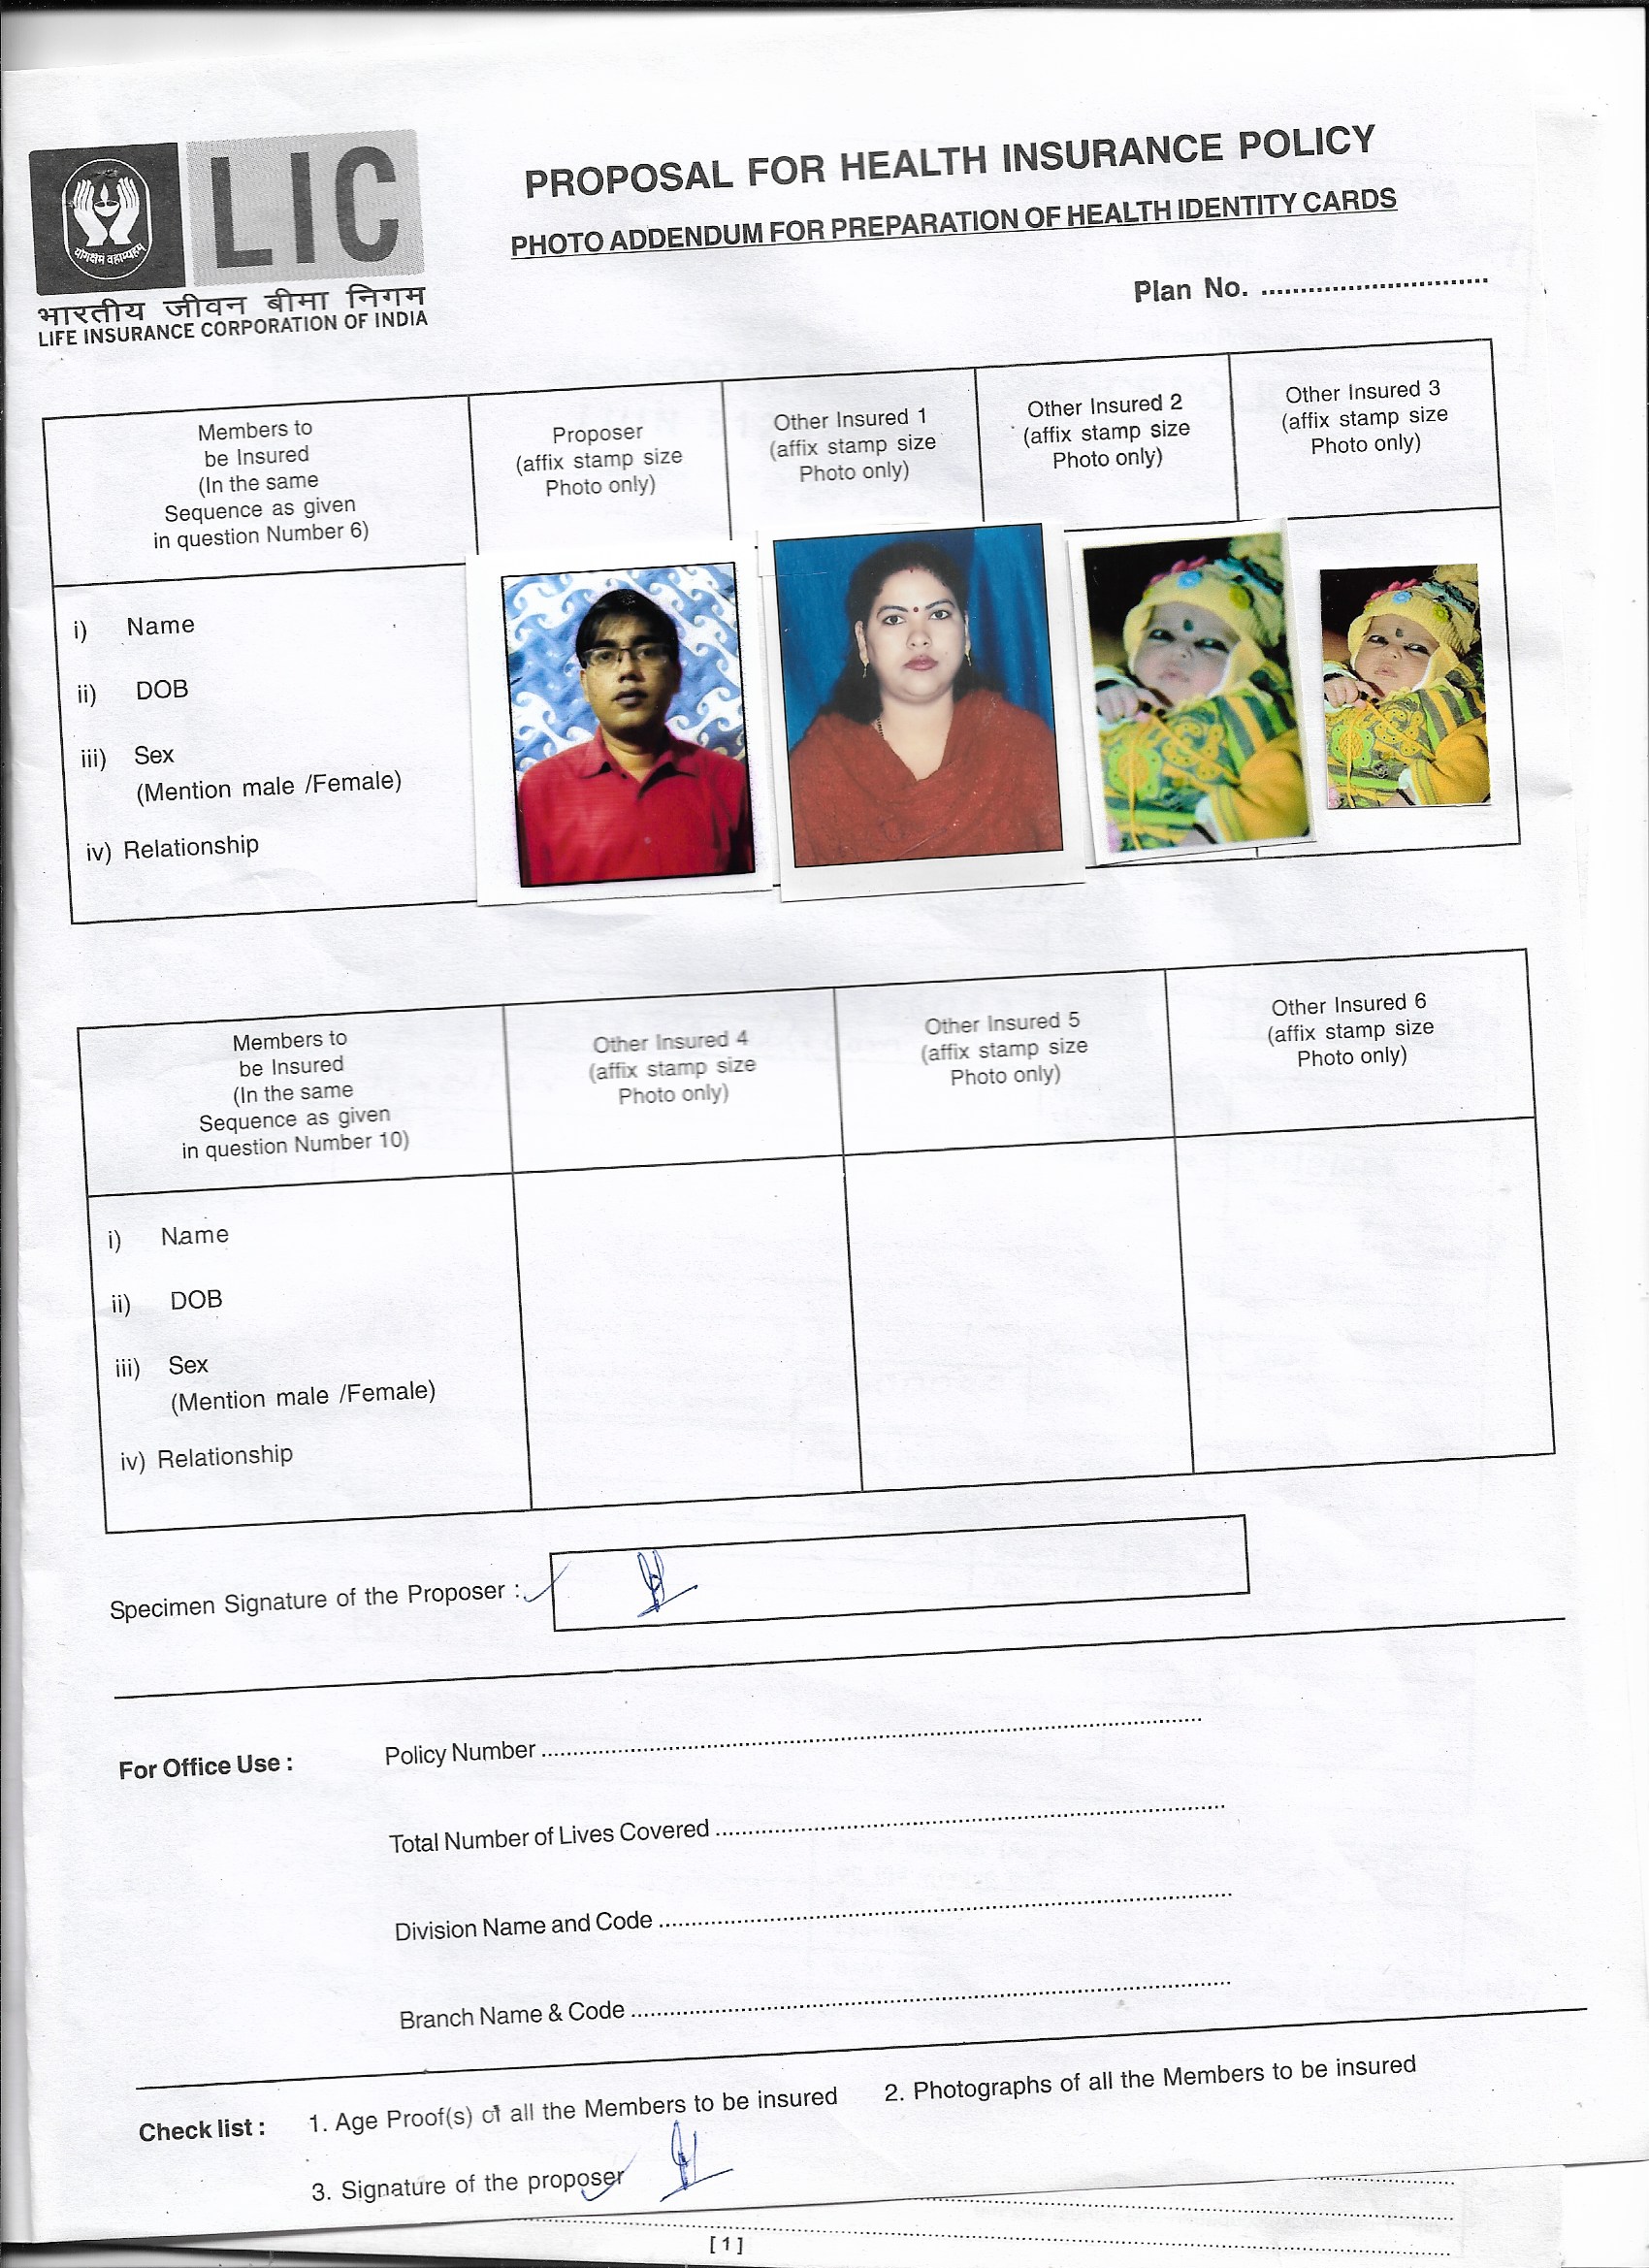 LIC
योगक्षेमं वहाम्यहम्
भारतीय जीवन बीमा निगम
LIFE INSURANCE CORPORATION OF INDIA
PROPOSAL FOR HEALTH INSURANCE POLICY
PHOTO ADDENDUM FOR PREPARATION OF HEALTH IDENTITY CARDS
Plan No. ..............................
Members to
be Insured
(In the same
Sequence as given
in question Number 6)
Proposer
(affix stamp size
Photo only)
Other Insured 1
(affix stamp size
Photo only)
Other Insured 2
(affix stamp size
Photo only)
Other Insured 3
(affix stamp size
Photo only)
i) Name
ii) DOB
iii) Sex
(Mention male /Female)
iv) Relationship
Members to
be Insured
(In the same
Sequence as given
in question Number 10)
Other Insured 4
(affix stamp size
Photo only)
Other Insured 5
(affix stamp size
Photo only)
Other Insured 6
(affix stamp size
Photo only)
i) Name
ii) DOB
iii) Sex
(Mention male /Female)
iv) Relationship
Specimen Signature of the Proposer :
For Office Use :
Policy Number ..............................
Total Number of Lives Covered ..............................
Division Name and Code ..............................
Branch Name & Code ..............................
Check list : 1. Age Proof(s) of all the Members to be insured 2. Photographs of all the Members to be insured
3. Signature of the proposer
[ 1 ]